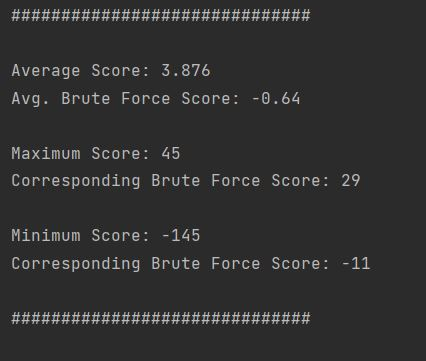 ##############################
Average Score: 3.876
Avg. Brute Force Score: -0.64
Maximum Score: 45
Corresponding Brute Force Score: 29
Minimum Score: -145
Corresponding Brute Force Score: -11
##############################